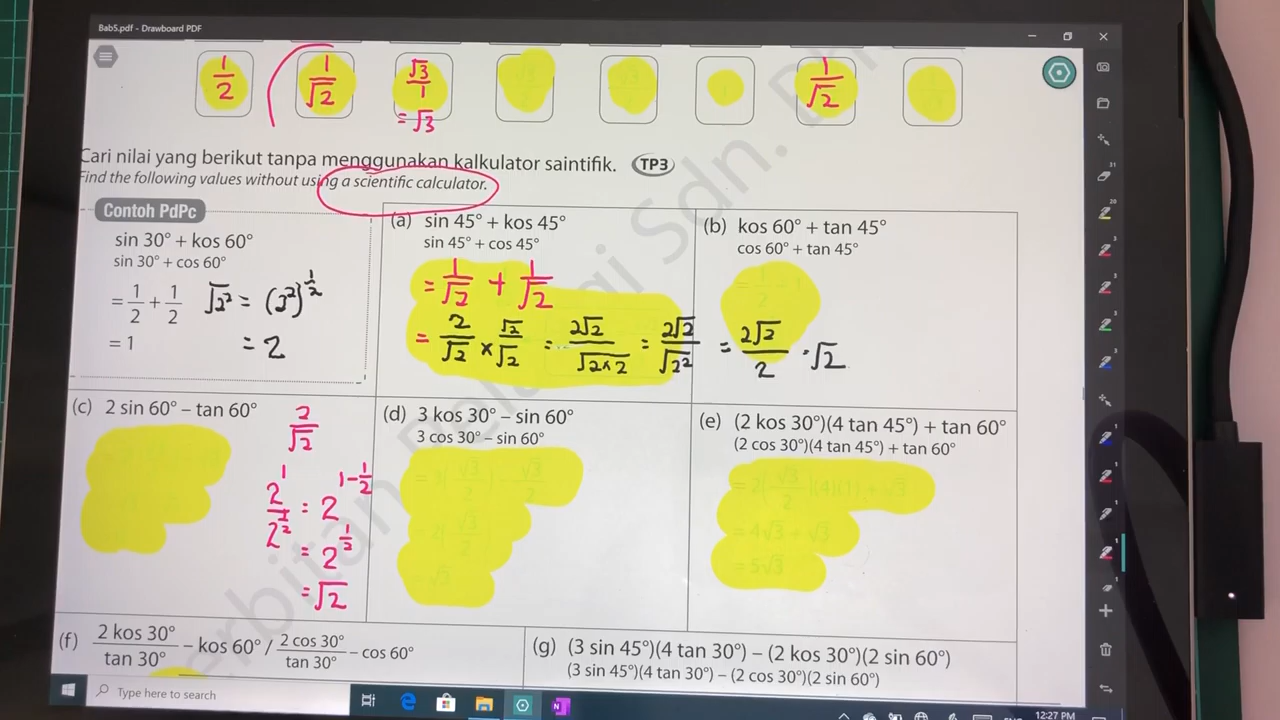 Bab5.pdf - Drawboard PDF
1/2
1/√2
√3/1
= √3
1/√2
Cari nilai yang berikut tanpa menggunakan kalkulator saintifik. TP3
Find the following values without using a scientific calculator.
Contoh PdPc
sin 30° + kos 60°
sin 30° + cos 60°
= 1/2 + 1/2
= 1
√2² = (2²)^1/2
= 2
(a) sin 45° + kos 45°
sin 45° + cos 45°
= 1/√2 + 1/√2
= 2/√2 × √2/√2 = 2√2/√2×2 = 2√2/√2² = 2√2/2 · √2
(b) kos 60° + tan 45°
cos 60° + tan 45°
(c) 2 sin 60° – tan 60°
2/√2
2^1/2^1/2 = 2^1-1/2
= 2^1/2
= √2
(d) 3 kos 30° – sin 60°
3 cos 30° – sin 60°
(e) (2 kos 30°)(4 tan 45°) + tan 60°
(2 cos 30°)(4 tan 45°) + tan 60°
= 4√3 + √3
= 5√3
(f) 2 kos 30°/tan 30° – kos 60° / 2 cos 30°/tan 30° – cos 60°
(g) (3 sin 45°)(4 tan 30°) – (2 kos 30°)(2 sin 60°)
(3 sin 45°)(4 tan 30°) – (2 cos 30°)(2 sin 60°)
Type here to search
12:27 PM